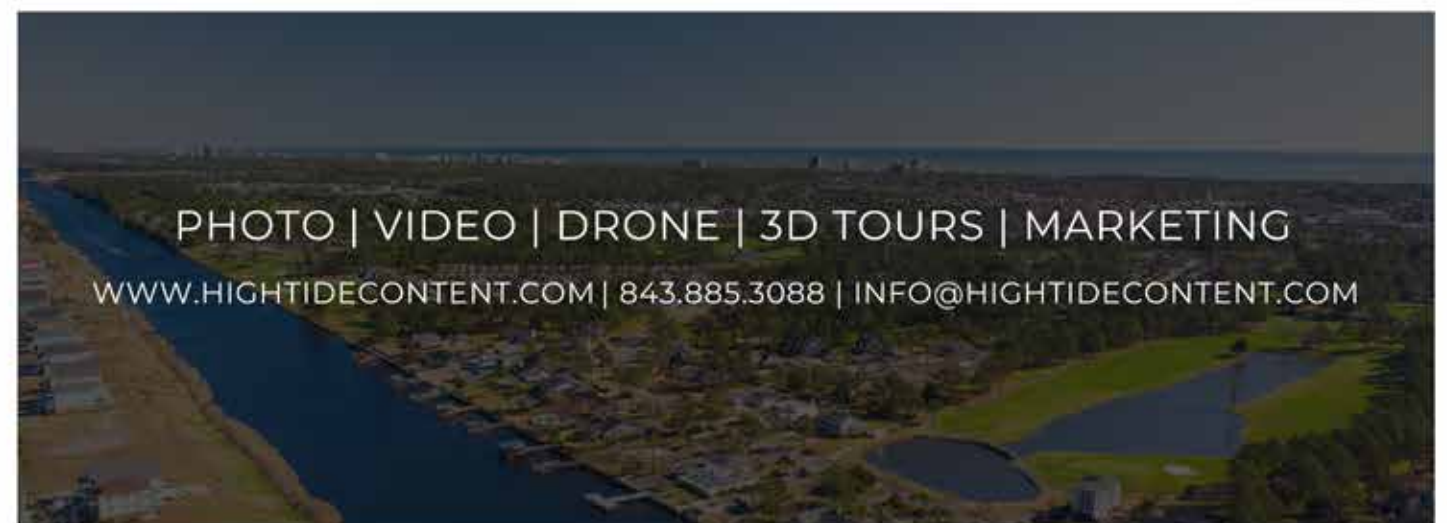 PHOTO | VIDEO | DRONE | 3D TOURS | MARKETING
WWW.HIGHTIDECONTENT.COM | 843.885.3088 | INFO@HIGHTIDECONTENT.COM